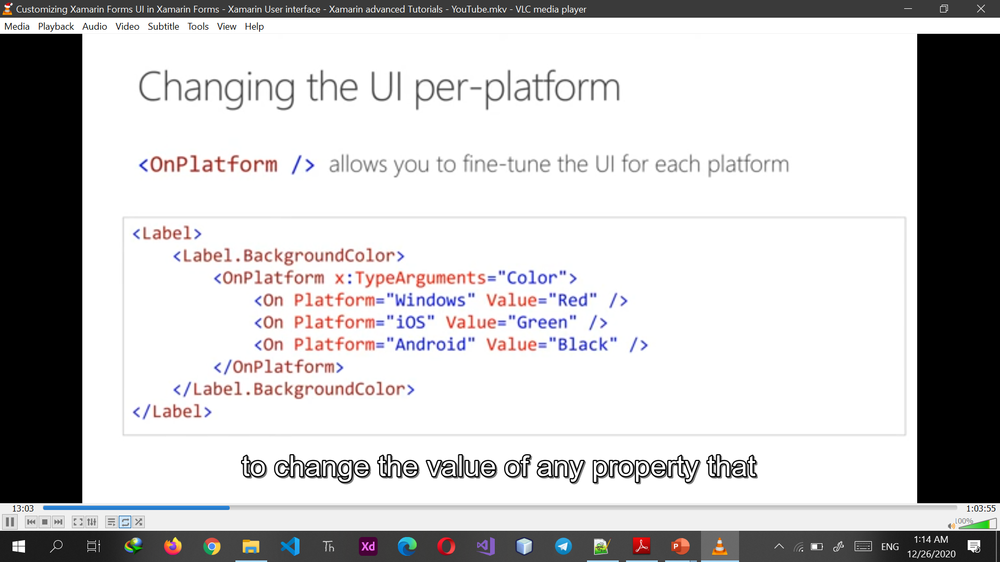 Customizing Xamarin Forms UI in Xamarin Forms - Xamarin User interface - Xamarin advanced Tutorials - YouTube.mkv - VLC media player
Media Playback Audio Video Subtitle Tools View Help
Changing the UI per-platform
<OnPlatform /> allows you to fine-tune the UI for each platform
<Label>
<Label.BackgroundColor>
<OnPlatform x:TypeArguments="Color">
<On Platform="Windows" Value="Red" />
<On Platform="iOS" Value="Green" />
<On Platform="Android" Value="Black" />
</OnPlatform>
</Label.BackgroundColor>
</Label>
to change the value of any property that
13:03 1:03:55
100%
Th Xd P ENG 1:14 AM
12/26/2020